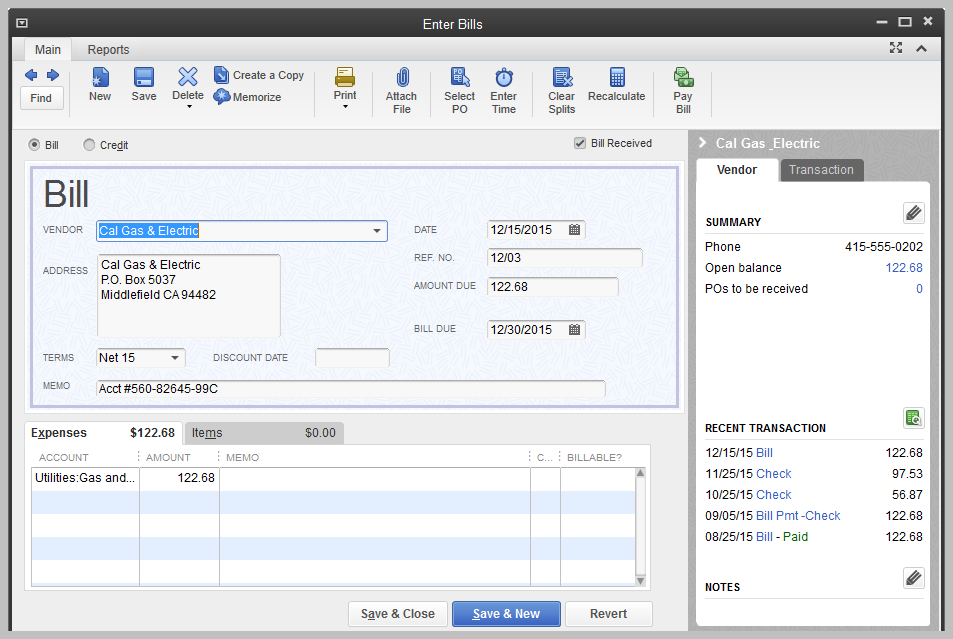 Enter Bills
Main Reports
Find New Save Delete Create a Copy Memorize Print Attach File Select PO Enter Time Clear Splits Recalculate Pay Bill
Bill Credit Bill Received
Bill
VENDOR Cal Gas & Electric
ADDRESS Cal Gas & Electric
P.O. Box 5037
Middlefield CA 94482
TERMS Net 15 DISCOUNT DATE
MEMO Acct #560-82645-99C
DATE 12/15/2015
REF. NO. 12/03
AMOUNT DUE 122.68
BILL DUE 12/30/2015
Expenses $122.68 Items $0.00
ACCOUNT AMOUNT MEMO C... BILLABLE?
Utilities:Gas and... 122.68
Save & Close Save & New Revert
Cal Gas _Electric
Vendor Transaction
SUMMARY
Phone 415-555-0202
Open balance 122.68
POs to be received 0
RECENT TRANSACTION
12/15/15 Bill 122.68
11/25/15 Check 97.53
10/25/15 Check 56.87
09/05/15 Bill Pmt -Check 122.68
08/25/15 Bill - Paid 122.68
NOTES